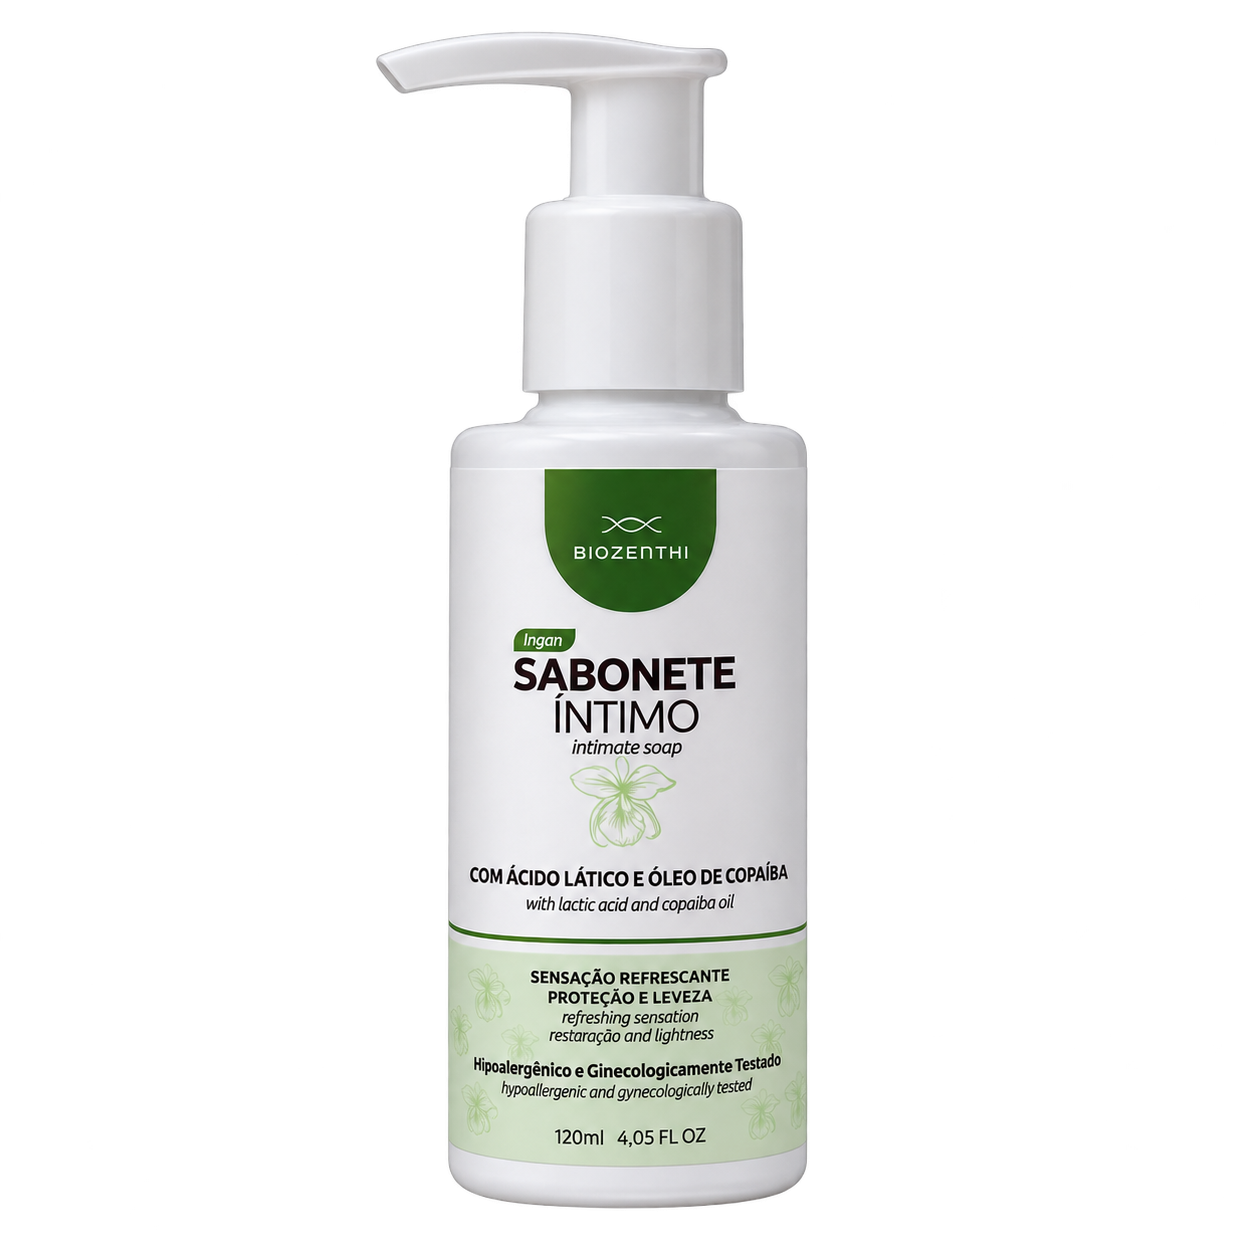 BIOZENTHI
Ingan
SABONETE
ÍNTIMO
intimate soap
COM ÁCIDO LÁTICO E ÓLEO DE COPAÍBA
with lactic acid and copaiba oil
SENSAÇÃO REFRESCANTE
PROTEÇÃO E LEVEZA
refreshing sensation
restaração and lightness
Hipoalergênico e Ginecologicamente Testado
hypoallergenic and gynecologically tested
120ml 4,05 FL OZ